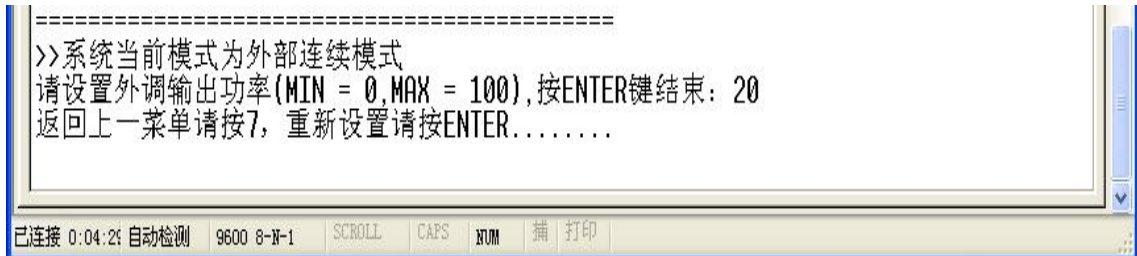 ============================================
>>系统当前模式为外部连续模式
请设置外调输出功率(MIN = 0,MAX = 100),按ENTER键结束: 20
返回上一菜单请按7, 重新设置请按ENTER........
已连接 0:04:29 自动检测 9600 8-N-1 SCROLL CAPS NUM 捕 打印